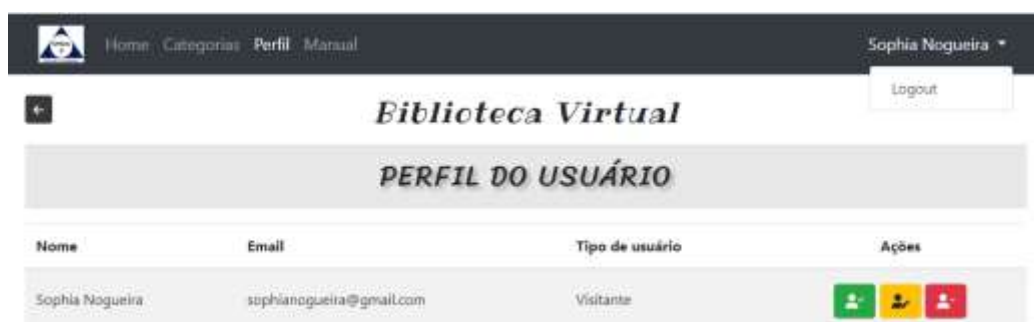 Home Categorias Perfil Manual Sophia Nogueira
Logout
Biblioteca Virtual
PERFIL DO USUÁRIO
Nome Email Tipo de usuário Ações
Sophia Nogueira sophianogueira@gmail.com Visitante